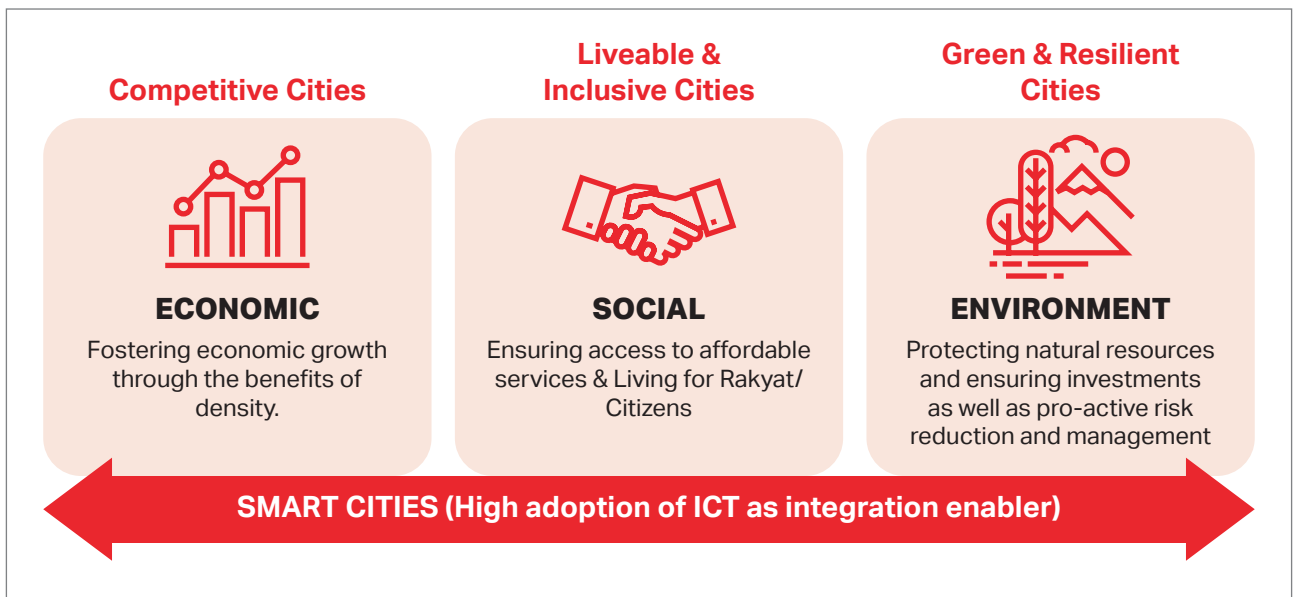 Competitive Cities
Liveable &
Inclusive Cities
Green & Resilient
Cities
ECONOMIC
Fostering economic growth
through the benefits of
density.
SOCIAL
Ensuring access to affordable
services & Living for Rakyat/
Citizens
ENVIRONMENT
Protecting natural resources
and ensuring investments
as well as pro-active risk
reduction and management
SMART CITIES (High adoption of ICT as integration enabler)